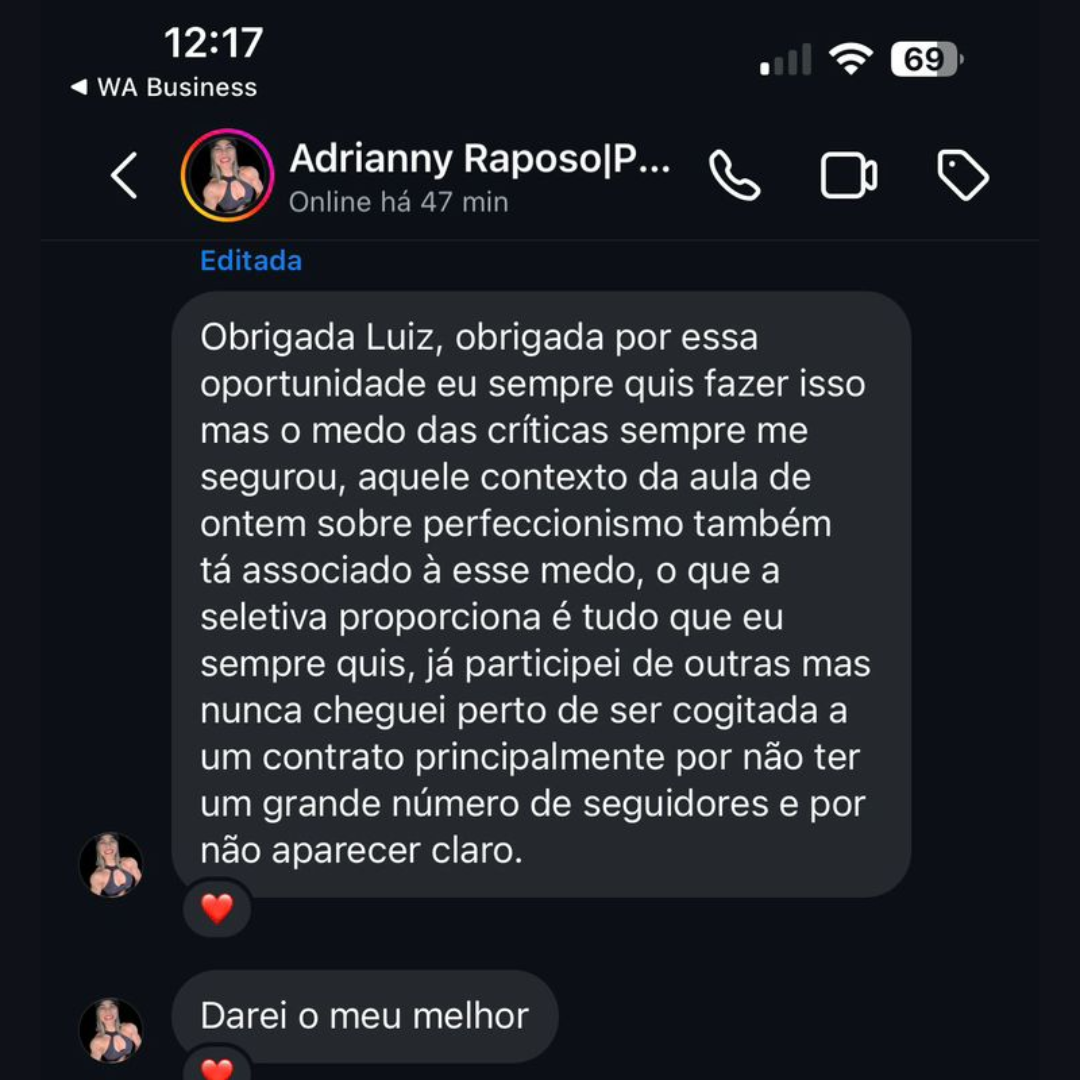 12:17
69
◀ WA Business
Adrianny Raposo|P...
Online há 47 min
Editada
Obrigada Luiz, obrigada por essa
oportunidade eu sempre quis fazer isso
mas o medo das críticas sempre me
segurou, aquele contexto da aula de
ontem sobre perfeccionismo também
tá associado à esse medo, o que a
seletiva proporciona é tudo que eu
sempre quis, já participei de outras mas
nunca cheguei perto de ser cogitada a
um contrato principalmente por não ter
um grande número de seguidores e por
não aparecer claro.
Darei o meu melhor